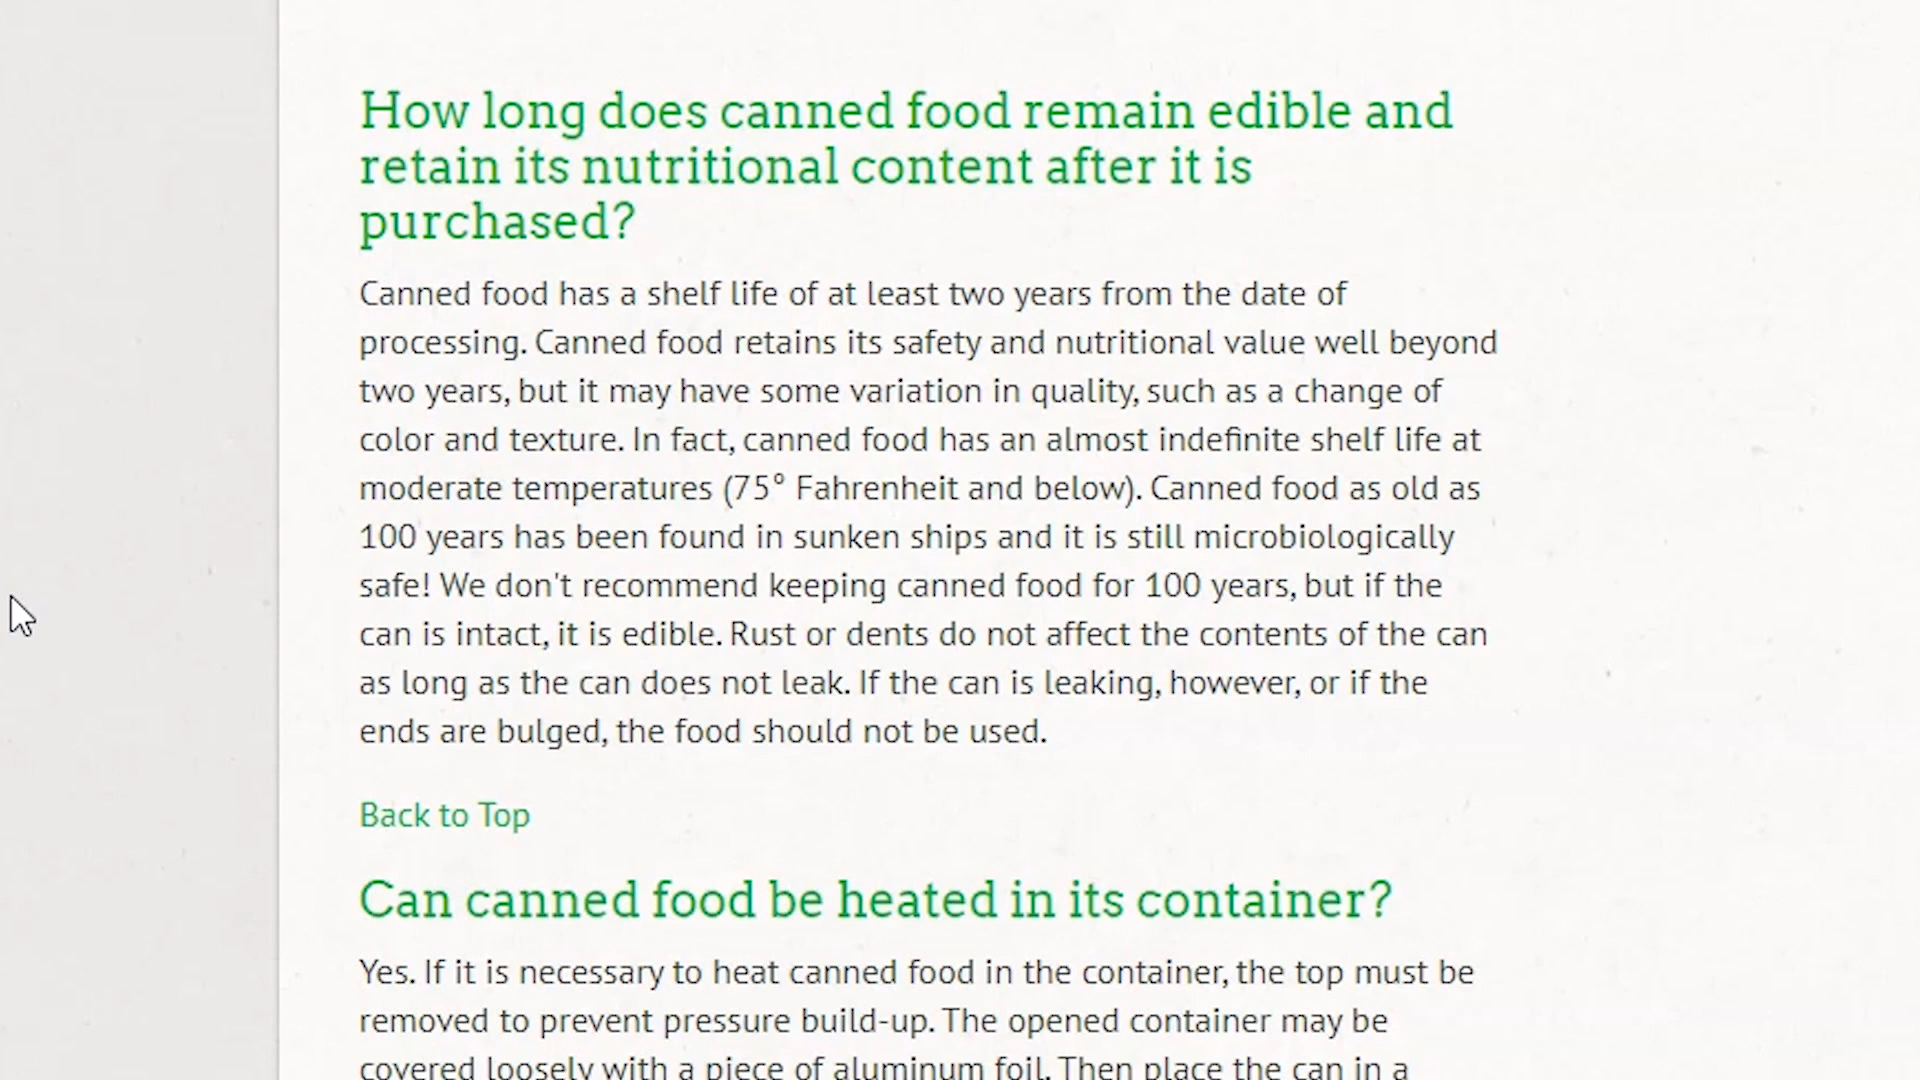 How long does canned food remain edible and
retain its nutritional content after it is
purchased?
Canned food has a shelf life of at least two years from the date of
processing. Canned food retains its safety and nutritional value well beyond
two years, but it may have some variation in quality, such as a change of
color and texture. In fact, canned food has an almost indefinite shelf life at
moderate temperatures (75° Fahrenheit and below). Canned food as old as
100 years has been found in sunken ships and it is still microbiologically
safe! We don't recommend keeping canned food for 100 years, but if the
can is intact, it is edible. Rust or dents do not affect the contents of the can
as long as the can does not leak. If the can is leaking, however, or if the
ends are bulged, the food should not be used.
Back to Top
Can canned food be heated in its container?
Yes. If it is necessary to heat canned food in the container, the top must be
removed to prevent pressure build-up. The opened container may be
covered loosely with a piece of aluminum foil. Then place the can in a